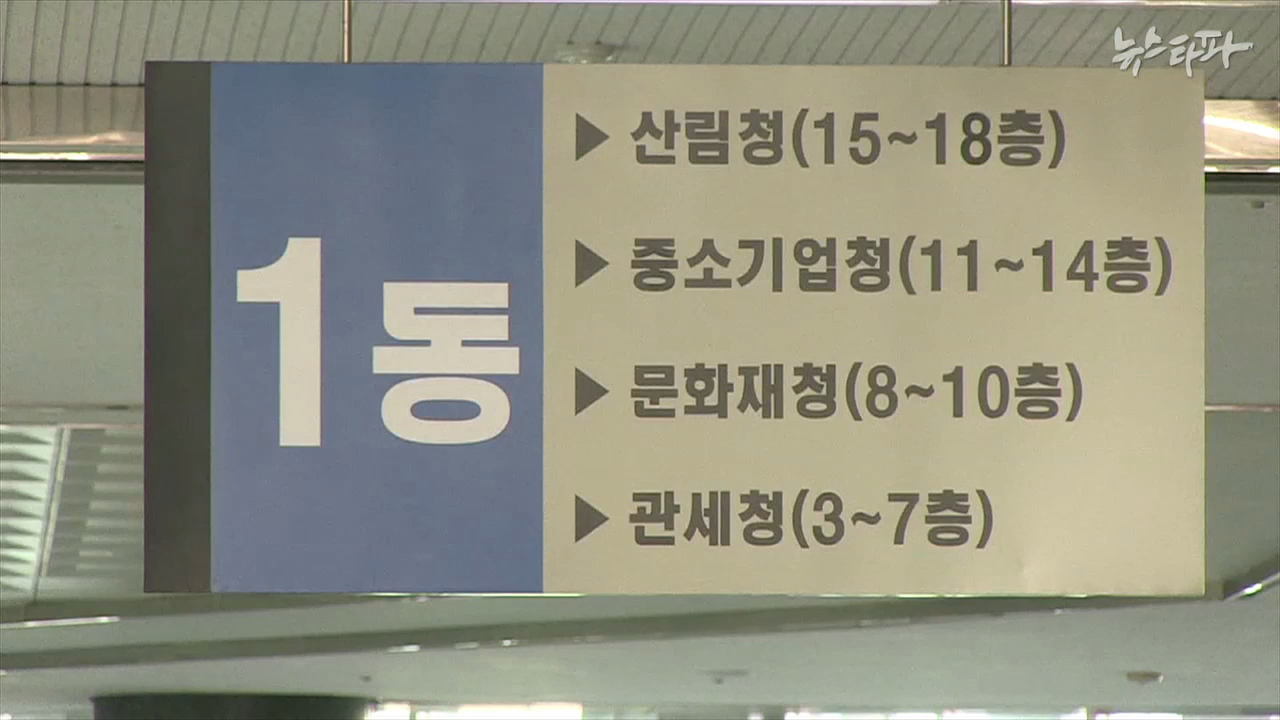 뉴스타파
1동
▶ 산림청(15~18층)
▶ 중소기업청(11~14층)
▶ 문화재청(8~10층)
▶ 관세청(3~7층)